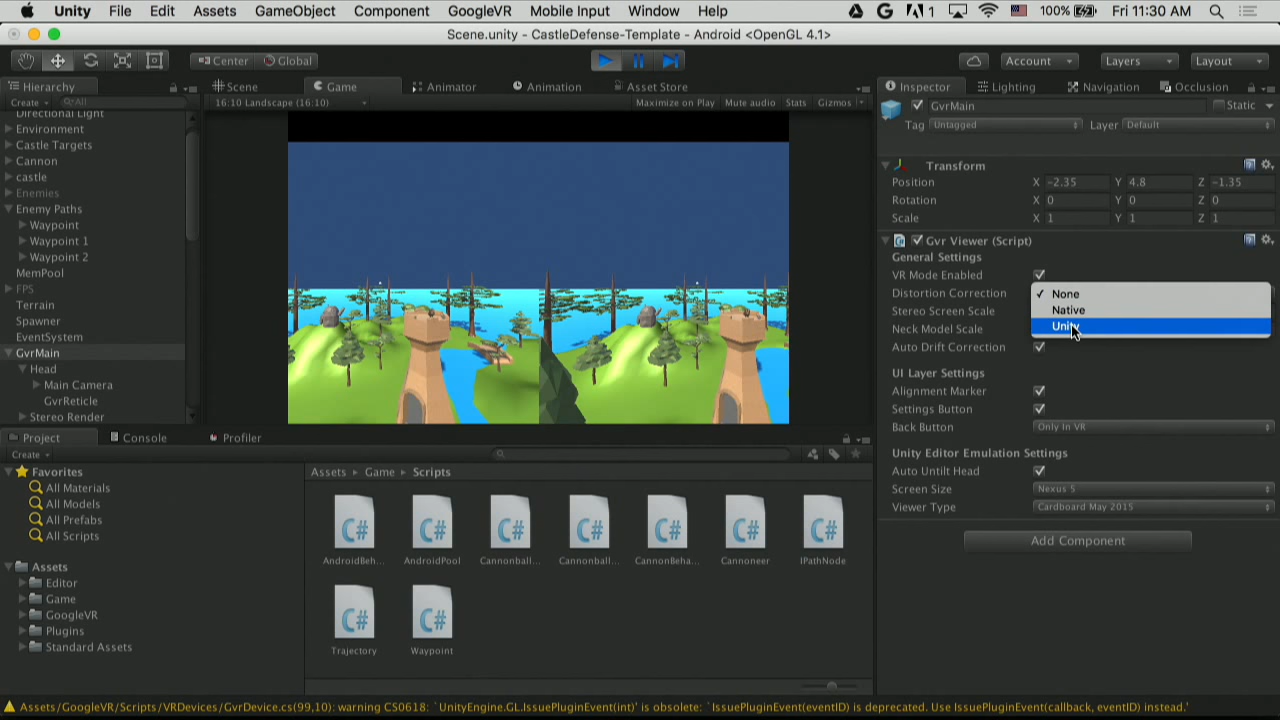 Unity File Edit Assets GameObject Component GoogleVR Mobile Input Window Help 1 100% Fri 11:30 AM
Scene.unity - CastleDefense-Template - Android <OpenGL 4.1>
Center Global Account Layers Layout
Hierarchy Scene Game Animator Animation Asset Store Inspector Lighting Navigation Occlusion
Create All 16:10 Landscape (16:10) Maximize on Play Mute audio Stats Gizmos
Directional Light
Environment
Castle Targets
Cannon
castle
Enemies
Enemy Paths
Waypoint
Waypoint 1
Waypoint 2
MemPool
FPS
Terrain
Spawner
EventSystem
GvrMain
Head
Main Camera
GvrReticle
Stereo Render
GvrMain Static
Tag Untagged Layer Default
Transform
Position X -2.35 Y 4.8 Z -1.35
Rotation X 0 Y 0 Z 0
Scale X 1 Y 1 Z 1
Gvr Viewer (Script)
General Settings
VR Mode Enabled
Distortion Correction ✓ None
Native
Unity
Stereo Screen Scale
Neck Model Scale
Auto Drift Correction
UI Layer Settings
Alignment Marker
Settings Button
Back Button Only In VR
Unity Editor Emulation Settings
Auto Untilt Head
Screen Size Nexus 5
Viewer Type Cardboard May 2015
Add Component
Project Console Profiler
Create
Favorites
All Materials
All Models
All Prefabs
All Scripts
Assets
Editor
Game
GoogleVR
Plugins
Standard Assets
Assets Game Scripts
C# C# C# C# C# C# C#
AndroidBeh... AndroidPool Cannonball... Cannonball... CannonBeha... Cannoneer IPathNode
C# C#
Trajectory Waypoint
Assets/GoogleVR/Scripts/VRDevices/GvrDevice.cs(99,10): warning CS0618: `UnityEngine.GL.IssuePluginEvent(int)' is obsolete: `IssuePluginEvent(eventID) is deprecated. Use IssuePluginEvent(callback, eventID) instead.'